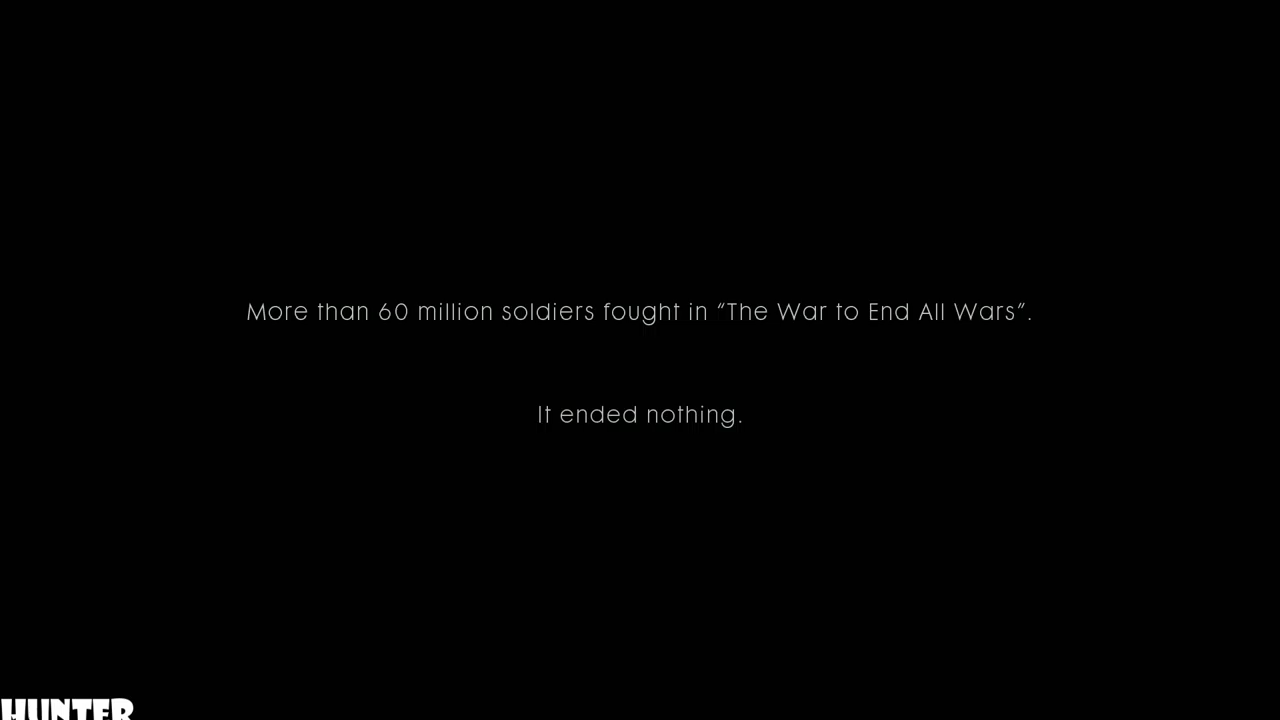 More than 60 million soldiers fought in “The War to End All Wars”.
It ended nothing.
HUNTER